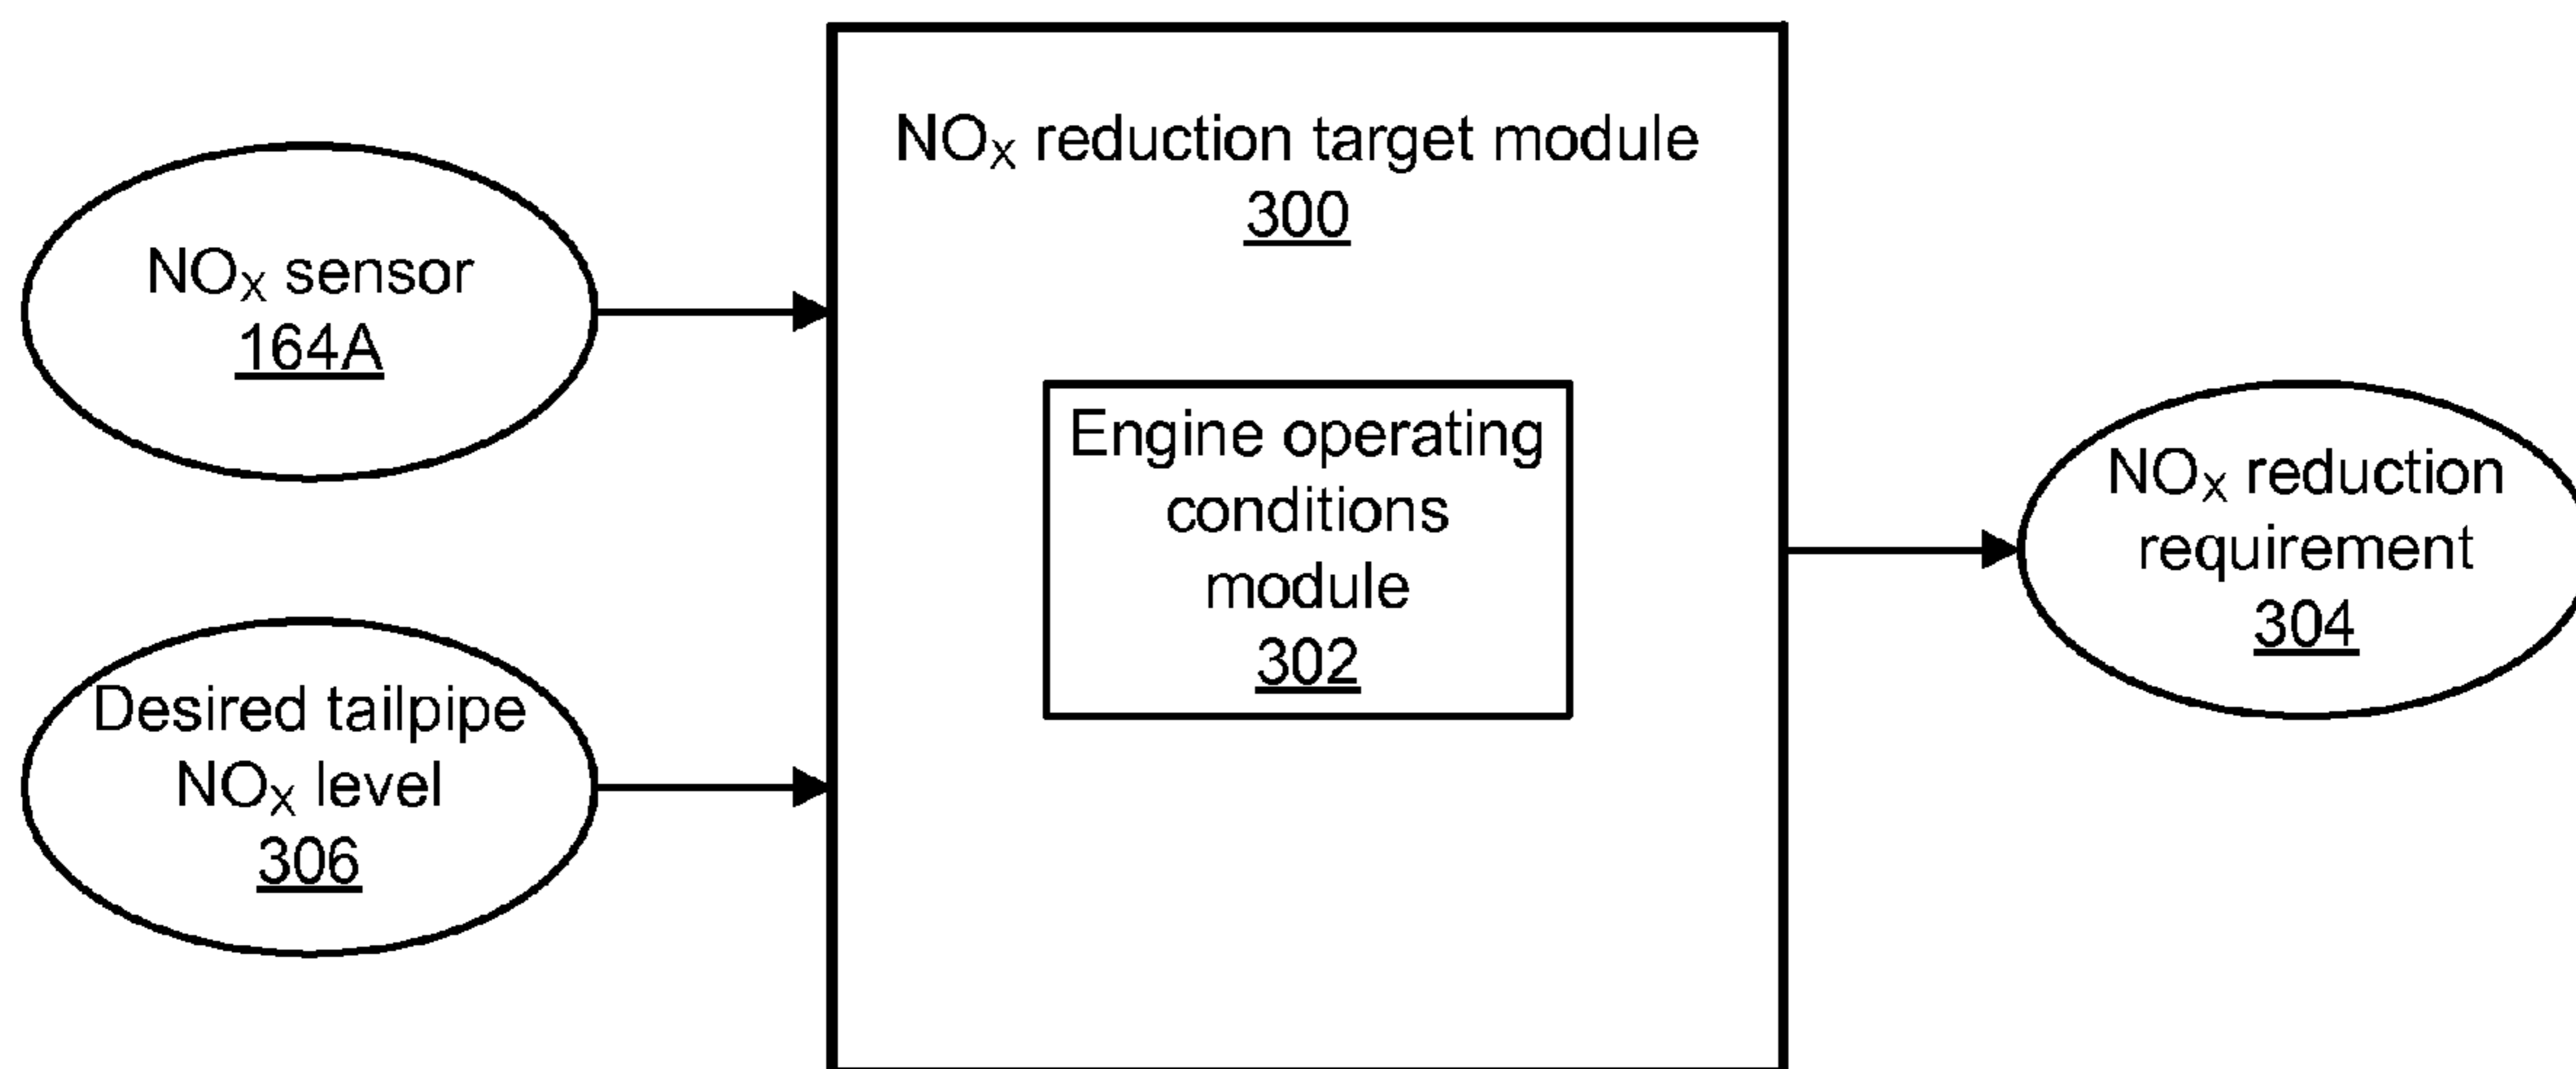 NOX reduction target module
300
NOX sensor
164A
Engine operating
conditions
module
302
Desired tailpipe
NOX level
306
NOX reduction
requirement
304